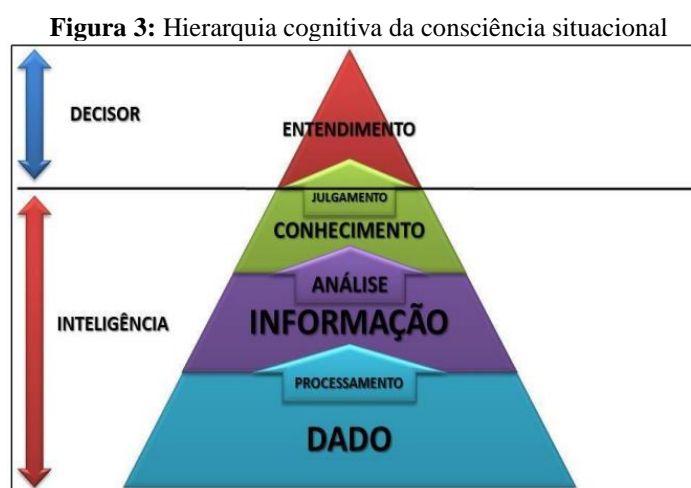 Figura 3: Hierarquia cognitiva da consciência situacional
DECISOR
ENTENDIMENTO
JULGAMENTO
CONHECIMENTO
ANÁLISE
INTELIGÊNCIA
INFORMAÇÃO
PROCESSAMENTO
DADO